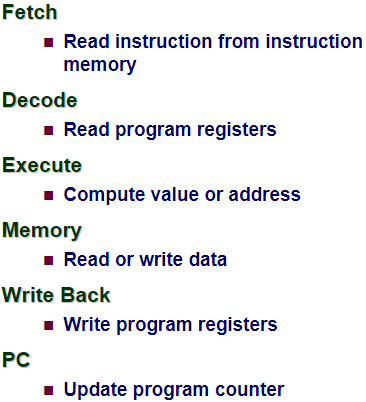 Fetch
■ Read instruction from instruction
memory
Decode
■ Read program registers
Execute
■ Compute value or address
Memory
■ Read or write data
Write Back
■ Write program registers
PC
■ Update program counter